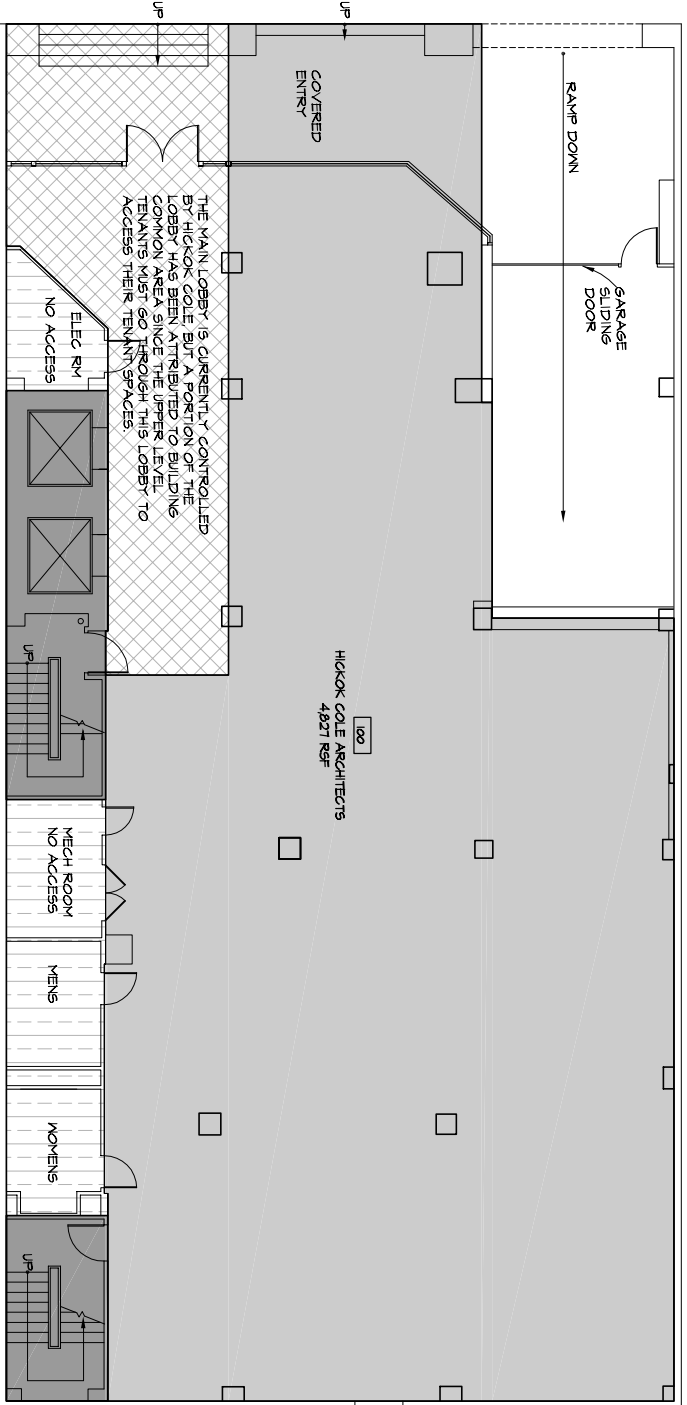 UP
UP
COVERED
ENTRY
RAMP DOWN
GARAGE
SLIDING
DOOR
THE MAIN LOBBY IS CURRENTLY CONTROLLED
BY HICKOK COLE, BUT A PORTION OF THE
LOBBY HAS BEEN ATTRIBUTED TO BUILDING
COMMON AREA SINCE THE UPPER LEVEL
TENANTS MUST GO THROUGH THIS LOBBY TO
ACCESS THEIR TENANT SPACES.
ELEC RM
NO ACCESS
UP
100
HICKOK COLE ARCHITECTS
4,827 RSF
MECH ROOM
NO ACCESS
MENS
WOMENS
UP